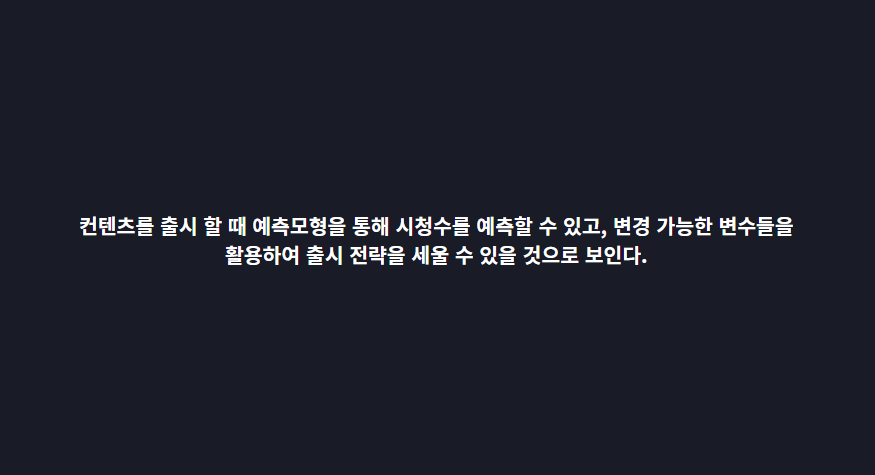 컨텐츠를 출시 할 때 예측모형을 통해 시청수를 예측할 수 있고, 변경 가능한 변수들을
활용하여 출시 전략을 세울 수 있을 것으로 보인다.